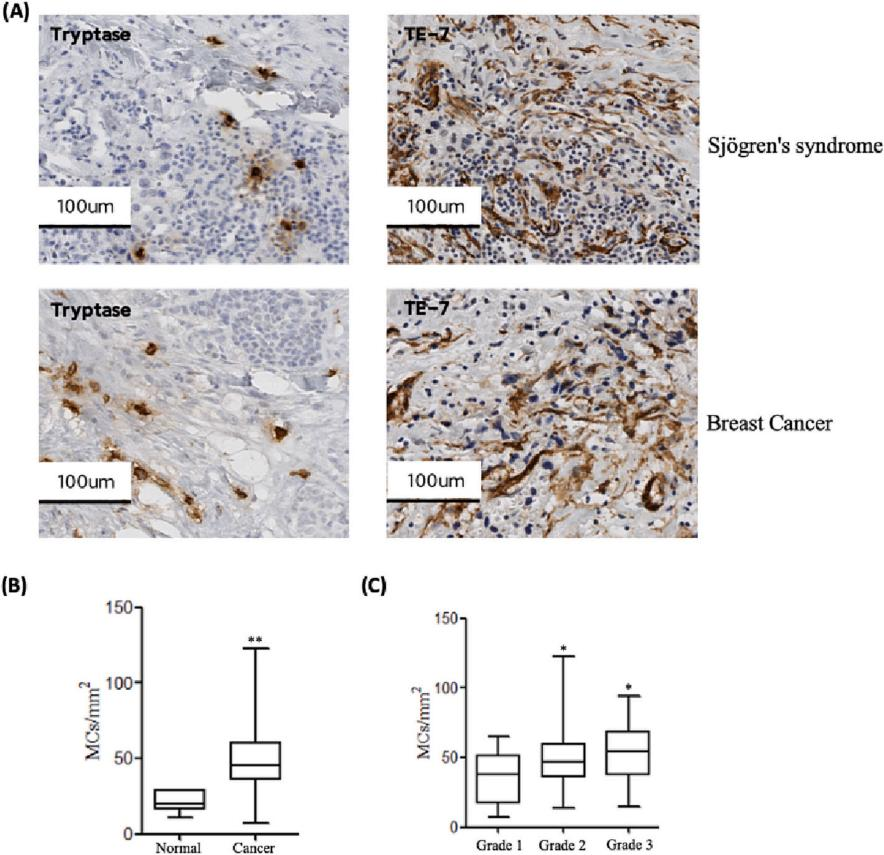 (A)
Tryptase
TE-7
Sjögren's syndrome
100um
100um
Tryptase
TE-7
Breast Cancer
100um
100um
(B)
(C)
150
100
50
0
MCs/mm²
**
Normal
Cancer
150
100
50
0
MCs/mm²
*
*
Grade 1
Grade 2
Grade 3